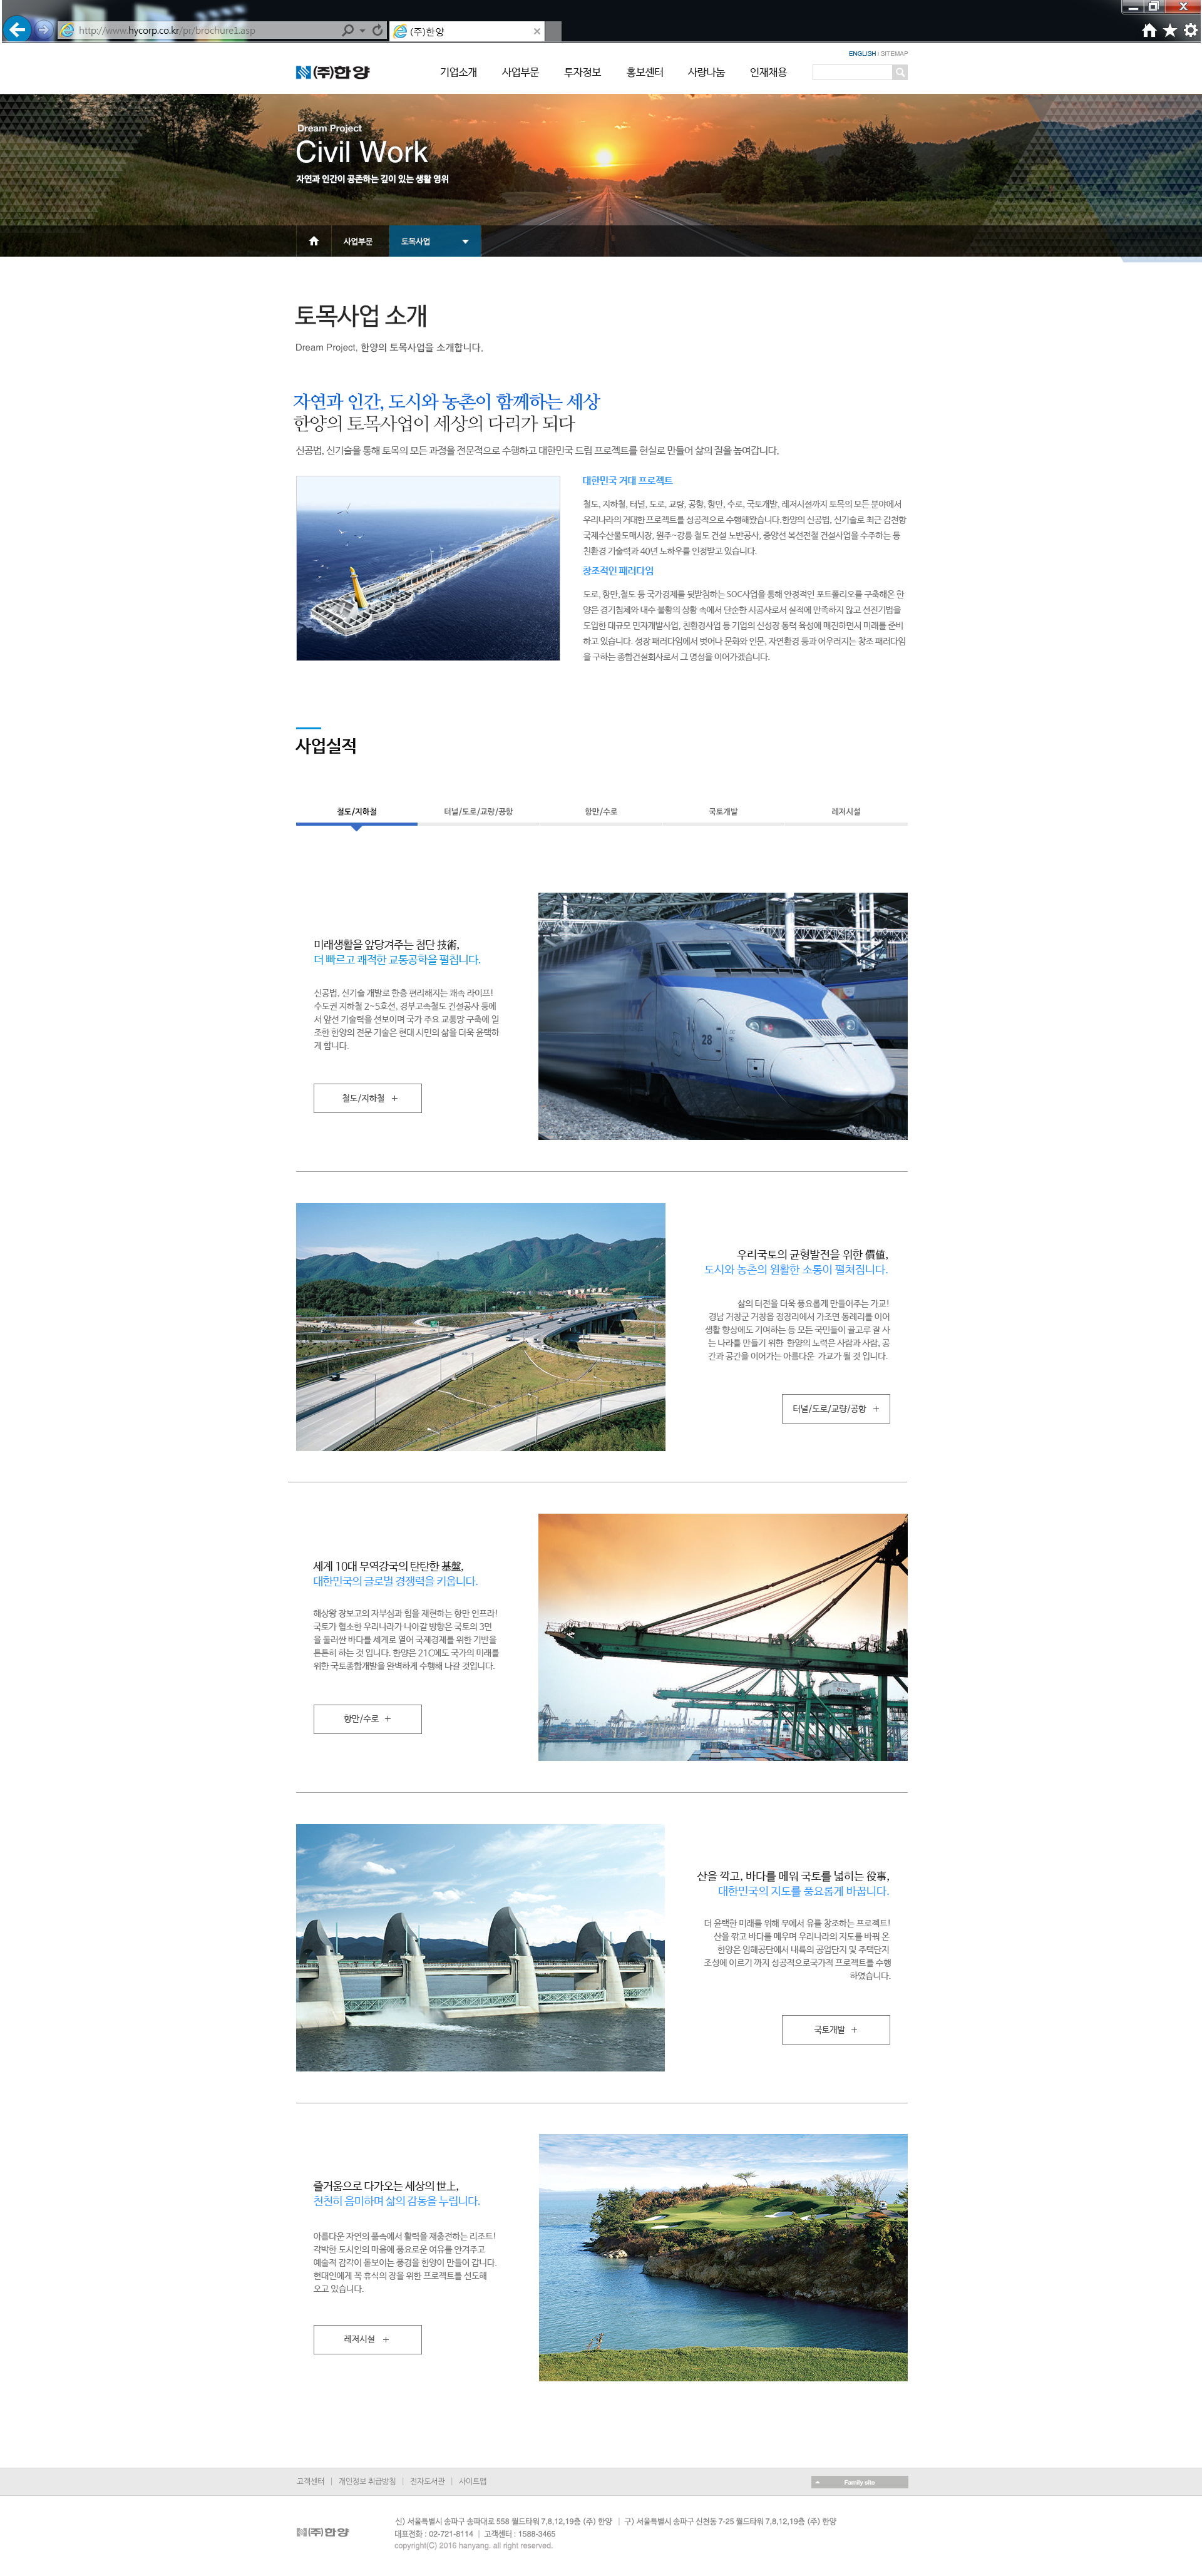 http://www.hycorp.co.kr/pr/brochure1.asp
(주)한양
ENGLISH | SITEMAP
(주)한양
기업소개 사업부문 투자정보 홍보센터 사랑나눔 인재채용
Dream Project
Civil Work
자연과 인간이 공존하는 깊이 있는 생활 영위
사업부문 토목사업
토목사업 소개
Dream Project, 한양의 토목사업을 소개합니다.
자연과 인간, 도시와 농촌이 함께하는 세상
한양의 토목사업이 세상의 다리가 되다
신공법, 신기술을 통해 토목의 모든 과정을 전문적으로 수행하고 대한민국 드림 프로젝트를 현실로 만들어 삶의 질을 높여갑니다.
대한민국 거대 프로젝트
철도, 지하철, 터널, 도로, 교량, 공항, 항만, 수로, 국토개발, 레저시설까지 토목의 모든 분야에서
우리나라의 거대한 프로젝트를 성공적으로 수행해왔습니다.한양의 신공법, 신기술로 최근 감천항
국제수산물도매시장, 원주~강릉 철도 건설 노반공사, 중앙선 복선전철 건설사업을 수주하는 등
친환경 기술력과 40년 노하우를 인정받고 있습니다.
창조적인 패러다임
도로, 항만,철도 등 국가경제를 뒷받침하는 SOC사업을 통해 안정적인 포트폴리오를 구축해온 한
양은 경기침체와 내수 불황의 상황 속에서 단순한 시공사로서 실적에 만족하지 않고 선진기법을
도입한 대규모 민자개발사업, 친환경사업 등 기업의 신성장 동력 육성에 매진하면서 미래를 준비
하고 있습니다. 성장 패러다임에서 벗어나 문화와 인문, 자연환경 등과 어우러지는 창조 패러다임
을 구하는 종합건설회사로서 그 명성을 이어가겠습니다.
사업실적
철도/지하철 터널/도로/교량/공항 항만/수로 국토개발 레저시설
미래생활을 앞당겨주는 첨단 技術,
더 빠르고 쾌적한 교통공학을 펼칩니다.
신공법, 신기술 개발로 한층 편리해지는 쾌속 라이프!
수도권 지하철 2~5호선, 경부고속철도 건설공사 등에
서 앞선 기술력을 선보이며 국가 주요 교통망 구축에 일
조한 한양의 전문 기술은 현대 시민의 삶을 더욱 윤택하
게 합니다.
철도/지하철 +
28
우리국토의 균형발전을 위한 價値,
도시와 농촌의 원활한 소통이 펼쳐집니다.
삶의 터전을 더욱 풍요롭게 만들어주는 가교!
경남 거창군 거창읍 정장리에서 가조면 동례리를 이어
생활 향상에도 기여하는 등 모든 국민들이 골고루 잘 사
는 나라를 만들기 위한 한양의 노력은 사람과 사람, 공
간과 공간을 이어가는 아름다운 가교가 될 것 입니다.
터널/도로/교량/공항 +
세계 10대 무역강국의 탄탄한 基盤,
대한민국의 글로벌 경쟁력을 키웁니다.
해상왕 장보고의 자부심과 힘을 재현하는 항만 인프라!
국토가 협소한 우리나라가 나아갈 방향은 국토의 3면
을 둘러싼 바다를 세계로 열어 국제경제를 위한 기반을
튼튼히 하는 것 입니다. 한양은 21C에도 국가의 미래를
위한 국토종합개발을 완벽하게 수행해 나갈 것입니다.
항만/수로 +
산을 깍고, 바다를 메워 국토를 넓히는 役事,
대한민국의 지도를 풍요롭게 바꿉니다.
더 윤택한 미래를 위해 무에서 유를 창조하는 프로젝트!
산을 깎고 바다를 메우며 우리나라의 지도를 바꿔 온
한양은 임해공단에서 내륙의 공업단지 및 주택단지
조성에 이르기 까지 성공적으로국가적 프로젝트를 수행
하였습니다.
국토개발 +
즐거움으로 다가오는 세상의 世上,
천천히 음미하며 삶의 감동을 누립니다.
아름다운 자연의 풍속에서 활력을 재충전하는 리조트!
각박한 도시인의 마음에 풍요로운 여유를 안겨주고
예술적 감각이 돋보이는 풍경을 한양이 만들어 갑니다.
현대인에게 꼭 휴식의 장을 위한 프로젝트를 선도해
오고 있습니다.
레저시설 +
고객센터 | 개인정보 취급방침 | 전자도서관 | 사이트맵
Family site
(주)한양
신) 서울특별시 송파구 송파대로 558 월드타워 7,8,12,19층 (주) 한양 | 구) 서울특별시 송파구 신천동 7-25 월드타워 7,8,12,19층 (주) 한양
대표전화 : 02-721-8114 | 고객센터 : 1588-3465
copyright(C) 2016 hanyang, all right reserved.